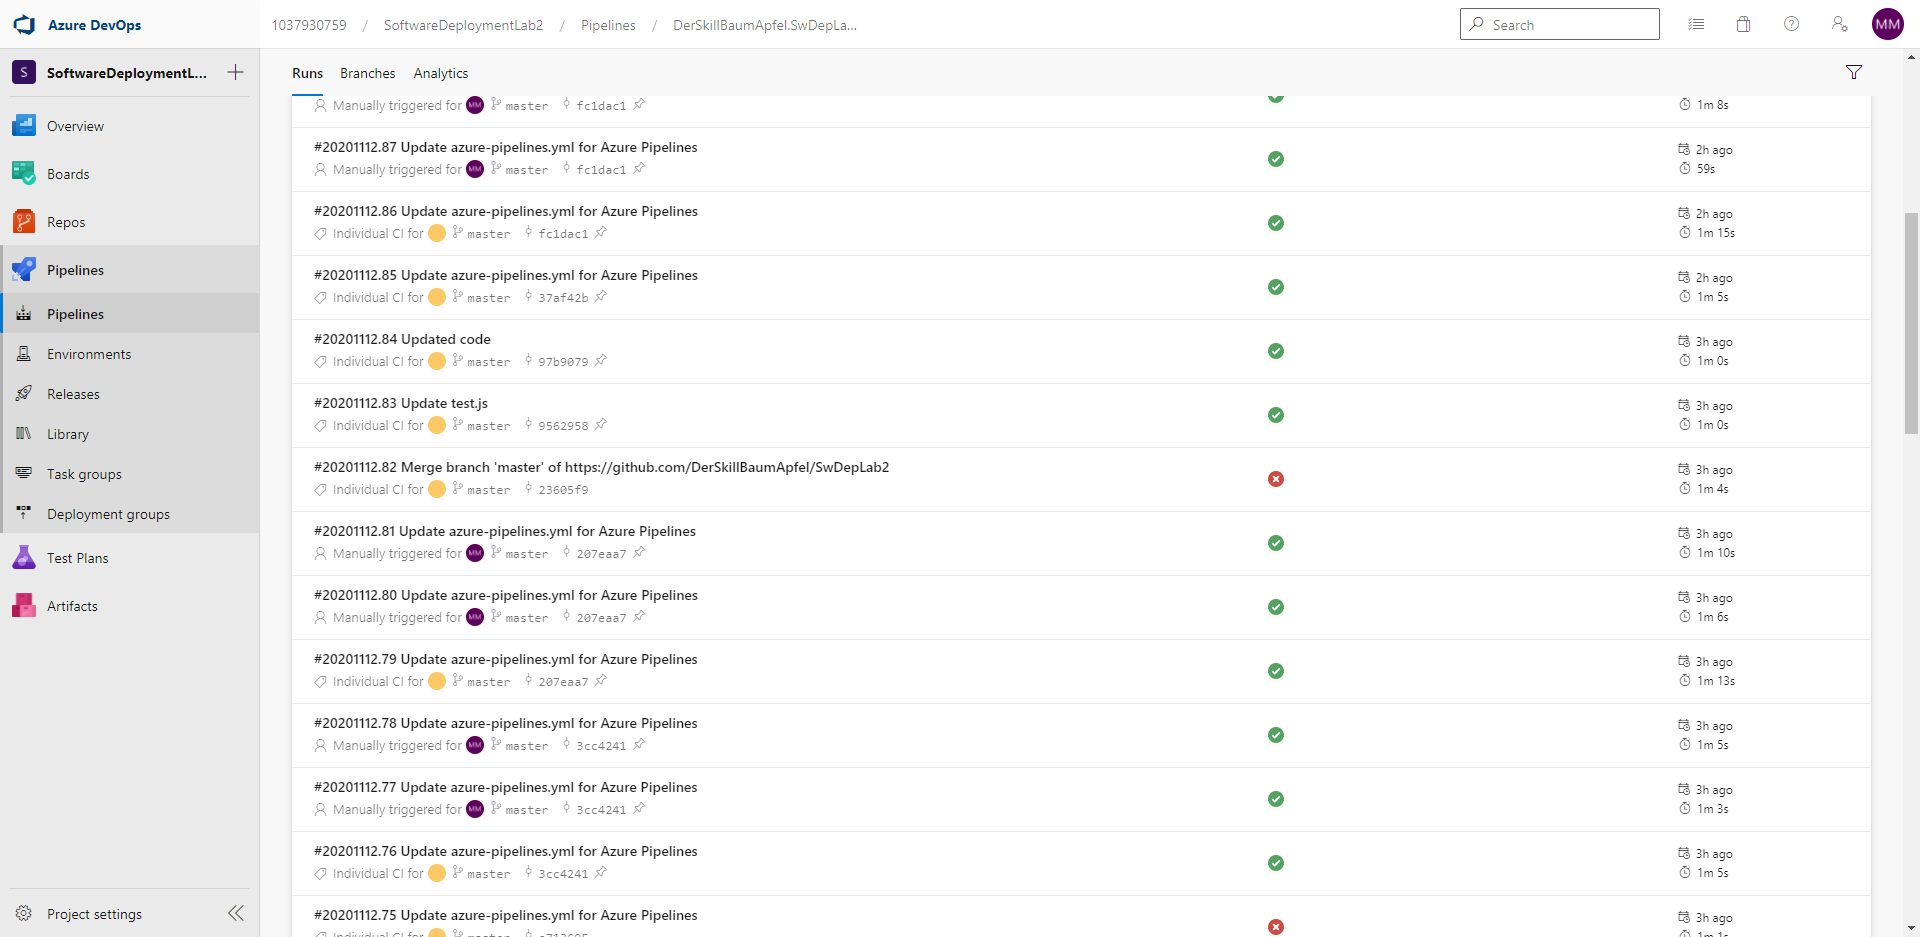 Azure DevOps
1037930759 / SoftwareDeploymentLab2 / Pipelines / DerSkillBaumApfel.SwDepLa...
Search
MM
S SoftwareDeploymentL...
Overview
Boards
Repos
Pipelines
Pipelines
Environments
Releases
Library
Task groups
Deployment groups
Test Plans
Artifacts
Project settings
Runs Branches Analytics
Manually triggered for MM master fc1dac1
1m 8s
#20201112.87 Update azure-pipelines.yml for Azure Pipelines
Manually triggered for MM master fc1dac1
2h ago
59s
#20201112.86 Update azure-pipelines.yml for Azure Pipelines
Individual CI for master fc1dac1
2h ago
1m 15s
#20201112.85 Update azure-pipelines.yml for Azure Pipelines
Individual CI for master 37af42b
2h ago
1m 5s
#20201112.84 Updated code
Individual CI for master 97b9079
3h ago
1m 0s
#20201112.83 Update test.js
Individual CI for master 9562958
3h ago
1m 0s
#20201112.82 Merge branch 'master' of https://github.com/DerSkillBaumApfel/SwDepLab2
Individual CI for master 23605f9
3h ago
1m 4s
#20201112.81 Update azure-pipelines.yml for Azure Pipelines
Manually triggered for MM master 207eaa7
3h ago
1m 10s
#20201112.80 Update azure-pipelines.yml for Azure Pipelines
Manually triggered for MM master 207eaa7
3h ago
1m 6s
#20201112.79 Update azure-pipelines.yml for Azure Pipelines
Individual CI for master 207eaa7
3h ago
1m 13s
#20201112.78 Update azure-pipelines.yml for Azure Pipelines
Manually triggered for MM master 3cc4241
3h ago
1m 5s
#20201112.77 Update azure-pipelines.yml for Azure Pipelines
Manually triggered for MM master 3cc4241
3h ago
1m 3s
#20201112.76 Update azure-pipelines.yml for Azure Pipelines
Individual CI for master 3cc4241
3h ago
1m 5s
#20201112.75 Update azure-pipelines.yml for Azure Pipelines
Individual CI for master
3h ago